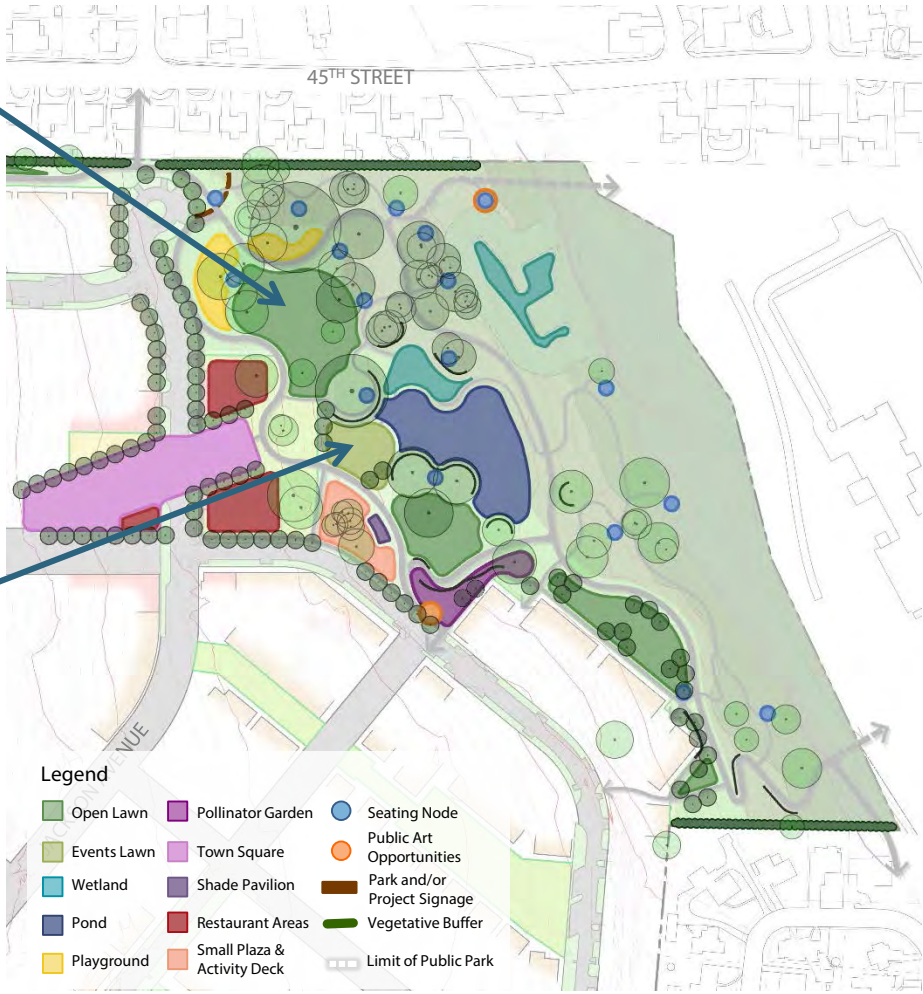 45TH STREET
AVENUE
Legend
Open Lawn
Events Lawn
Wetland
Pond
Playground
Pollinator Garden
Town Square
Shade Pavilion
Restaurant Areas
Small Plaza &
Activity Deck
Seating Node
Public Art
Opportunities
Park and/or
Project Signage
Vegetative Buffer
Limit of Public Park